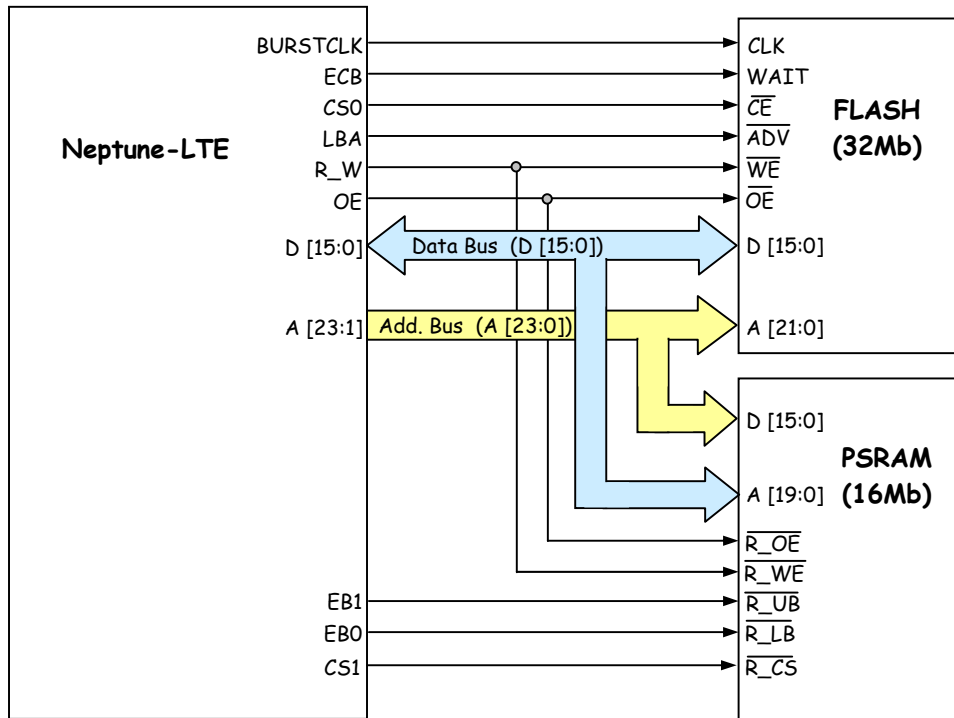 Neptune-LTE
BURSTCLK
ECB
CS0
LBA
R_W
OE
D [15:0]
A [23:1]
EB1
EB0
CS1
Data Bus (D [15:0])
Add. Bus (A [23:0])
FLASH
(32Mb)
CLK
WAIT
CE
ADV
WE
OE
D [15:0]
A [21:0]
PSRAM
(16Mb)
D [15:0]
A [19:0]
R_OE
R_WE
R_UB
R_LB
R_CS